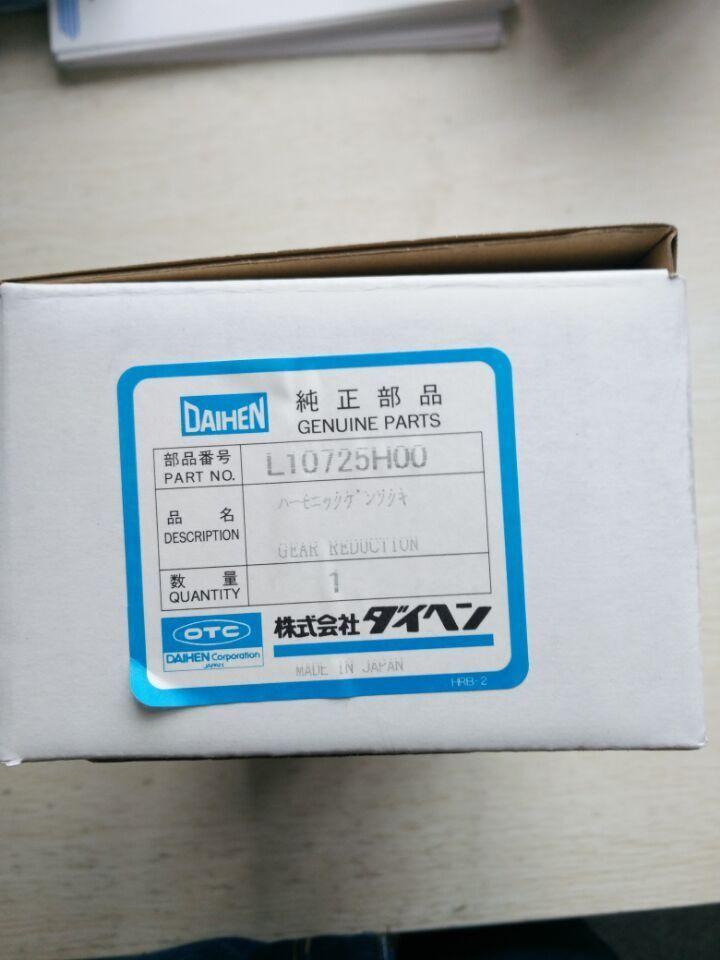 DAIHEN
純正部品
GENUINE PARTS
部品番号
PART NO.
L10725H00
品 名
DESCRIPTION
ハーモニックゲンソクキ
GEAR REDUCTION
数 量
QUANTITY
1
OTC
DAIHEN Corporation
JAPAN
株式会社ダイヘン
MADE IN JAPAN
HRB-2